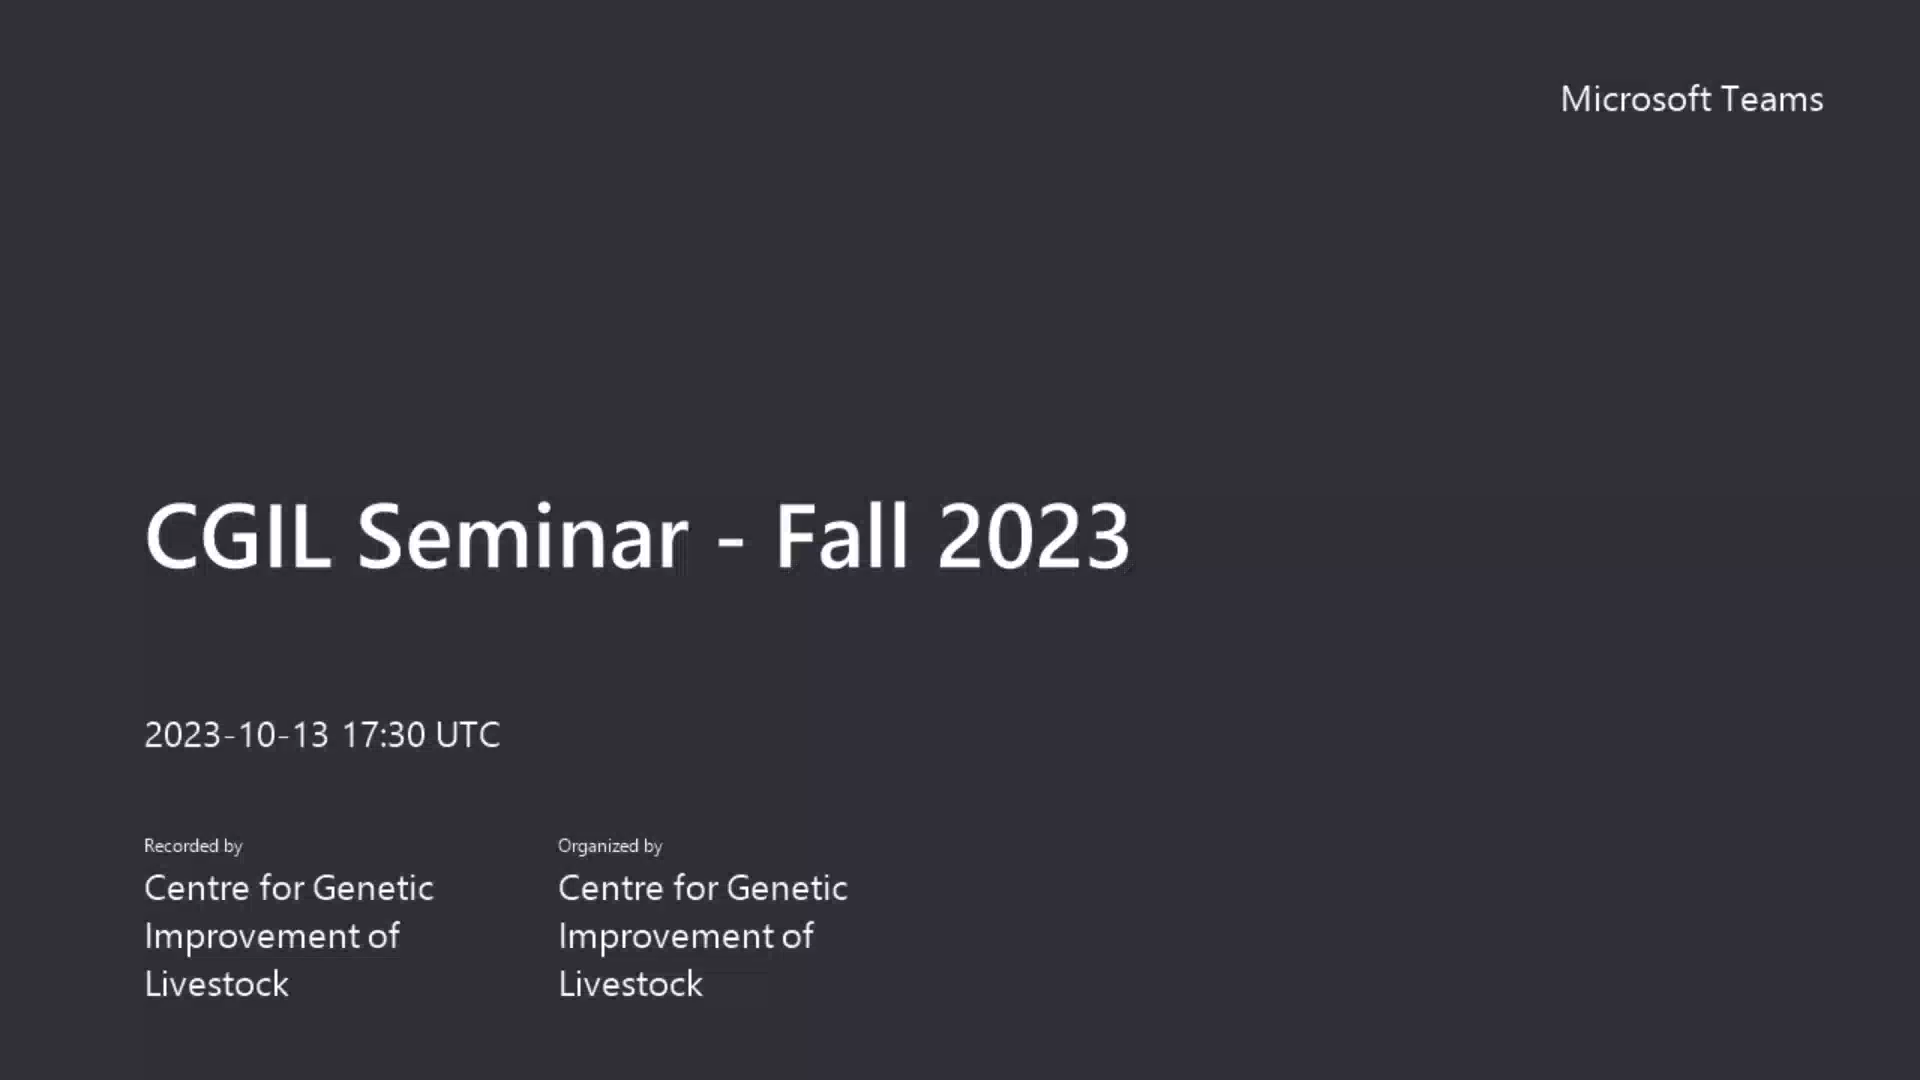 Microsoft Teams
CGIL Seminar - Fall 2023
2023-10-13 17:30 UTC
Recorded by
Centre for Genetic
Improvement of
Livestock
Organized by
Centre for Genetic
Improvement of
Livestock